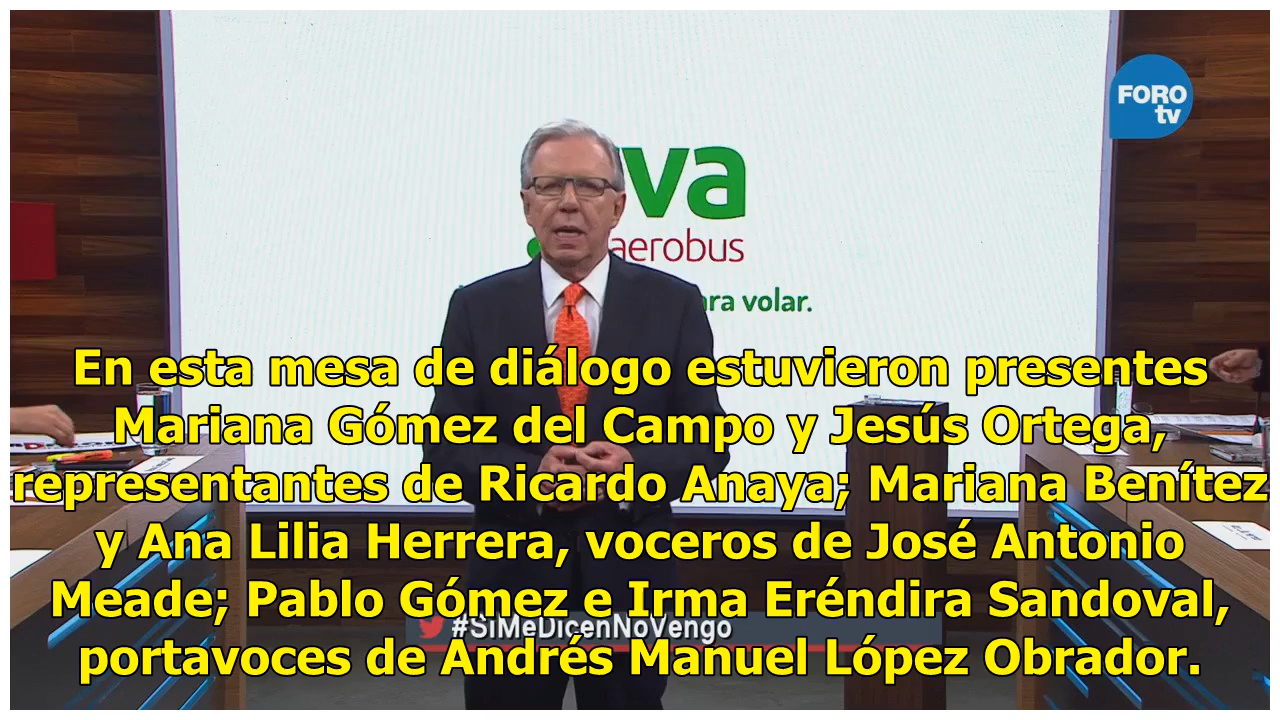 FORO
tv
va
aerobus
ara volar.
En esta mesa de diálogo estuvieron presentes
Mariana Gómez del Campo y Jesús Ortega,
representantes de Ricardo Anaya; Mariana Benítez
y Ana Lilia Herrera, voceros de José Antonio
Meade; Pablo Gómez e Irma Eréndira Sandoval,
#SiMeDicenNoVengo
portavoces de Andrés Manuel López Obrador.